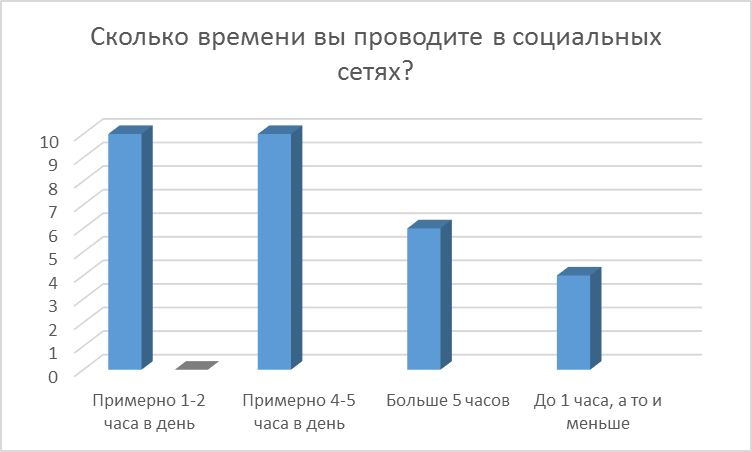 Сколько времени вы проводите в социальных
сетях?
10
9
8
7
6
5
4
3
2
1
0
Примерно 1-2
часа в день
Примерно 4-5
часа в день
Больше 5 часов
До 1 часа, а то и
меньше